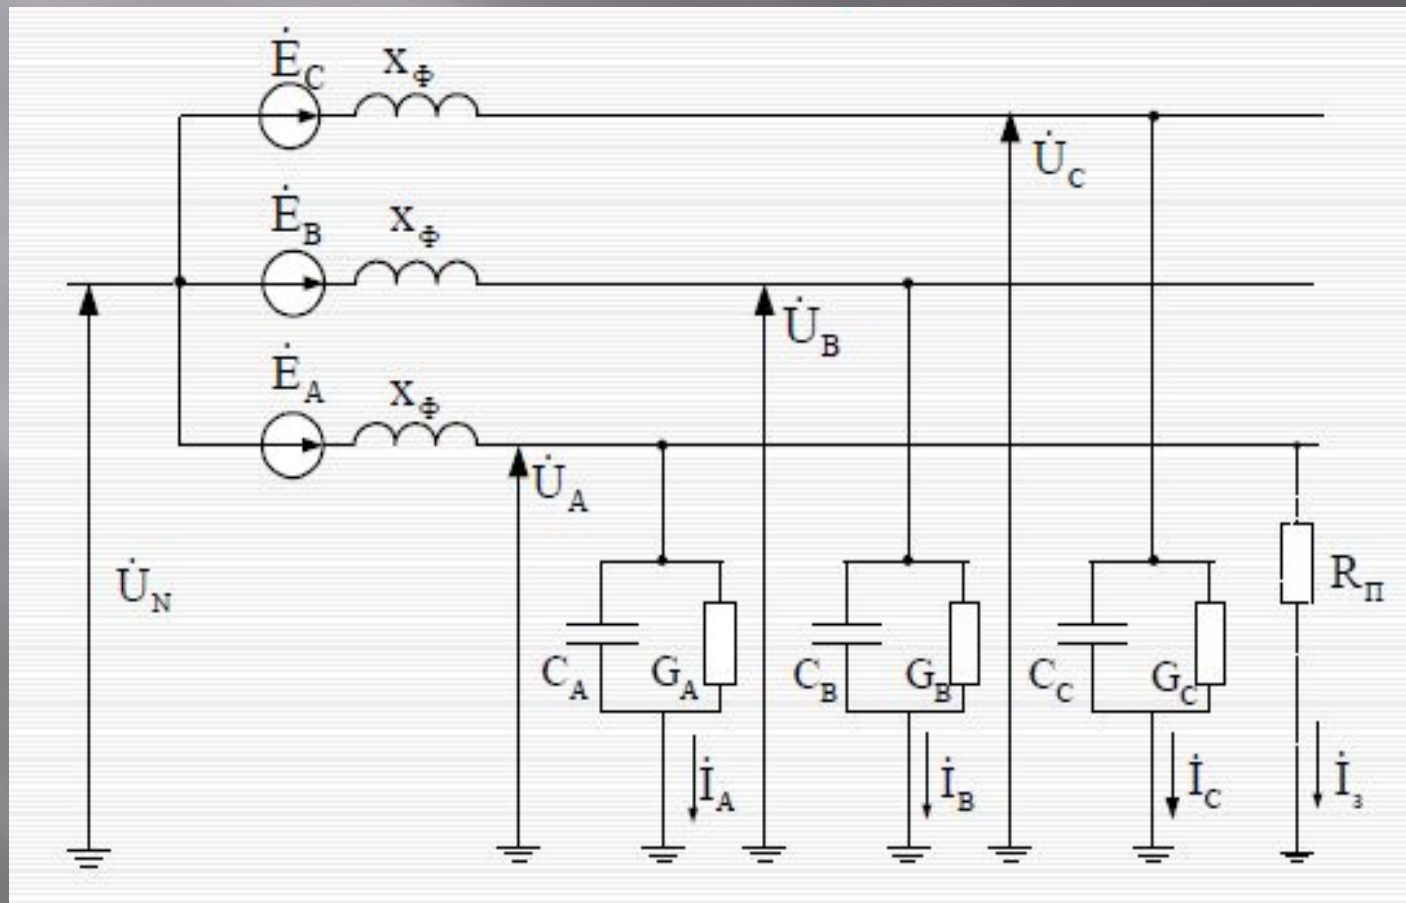 Ė_C x_Ф
U̇_C
Ė_B x_Ф
U̇_B
Ė_A x_Ф
U̇_A
U̇_N
R_П
C_A G_A C_B G_B C_C G_C
İ_A İ_B İ_C İ_з